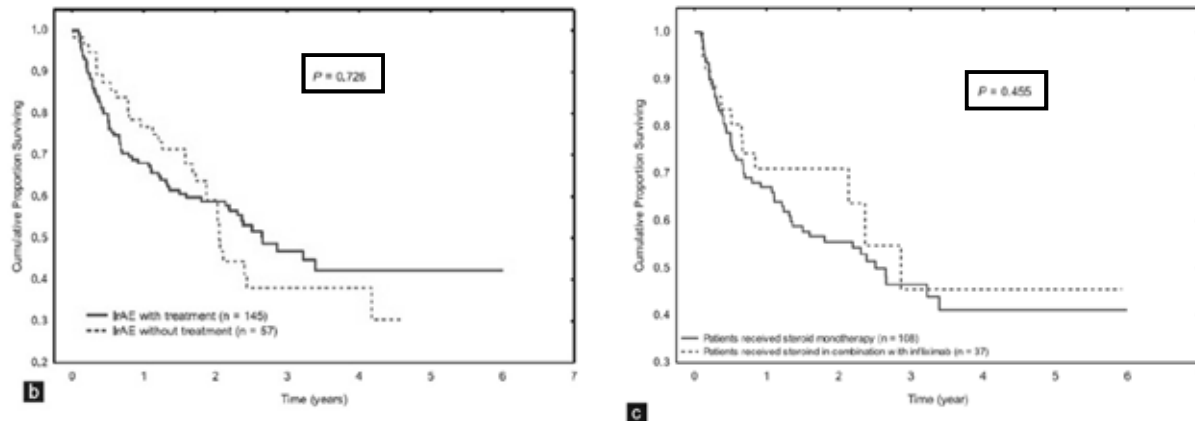 Cumulative Proportion Surviving
1.0
0.9
0.8
0.7
0.6
0.5
0.4
0.3
0.2
P = 0.726
IrAE with treatment (n = 145)
IrAE without treatment (n = 57)
0 1 2 3 4 5 6 7
Time (years)
b
Cumulative Proportion Surviving
1.0
0.9
0.8
0.7
0.6
0.5
0.4
0.3
P = 0.455
Patients received steroid monotherapy (n = 108)
Patients received steroind in combination with infliximab (n = 37)
0 1 2 3 4 5 6
Time (year)
c